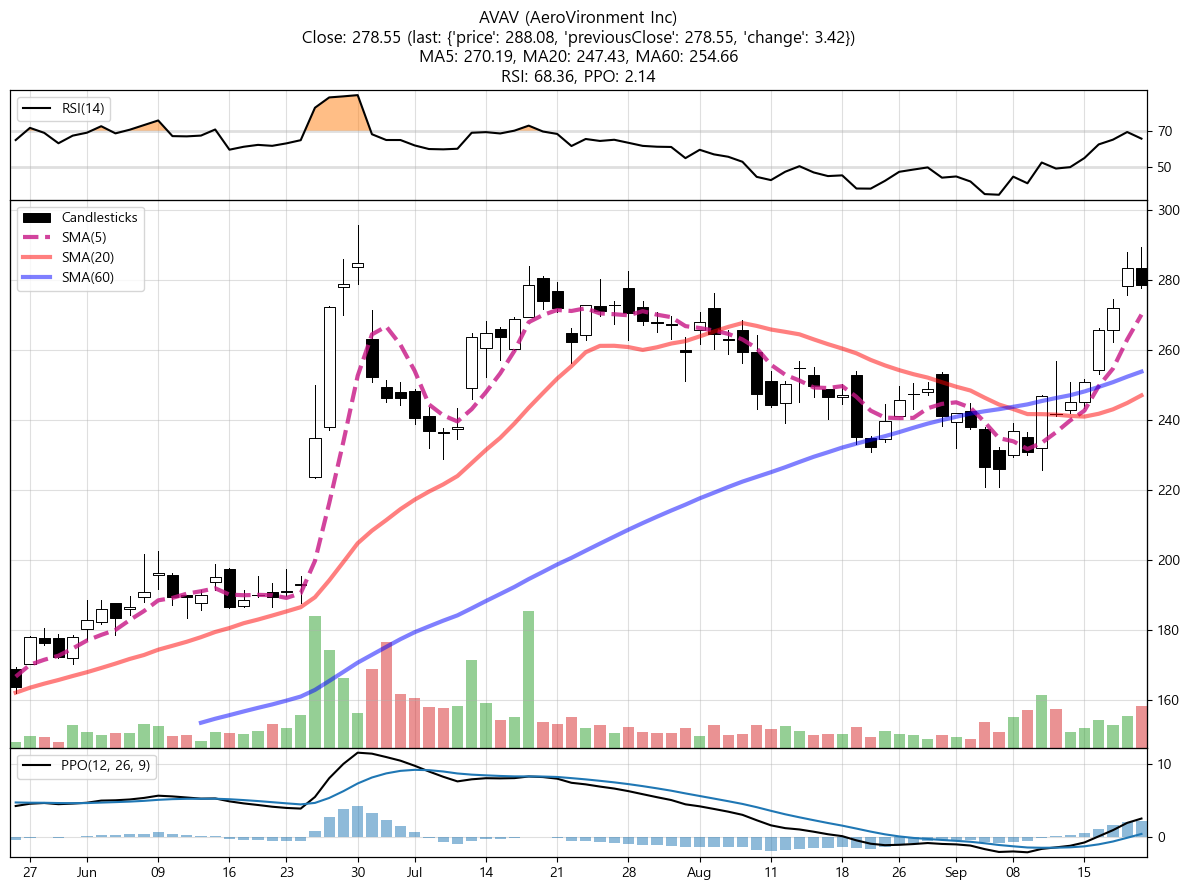 AVAV (AeroVironment Inc)
Close: 278.55 (last: {'price': 288.08, 'previousClose': 278.55, 'change': 3.42})
MA5: 270.19, MA20: 247.43, MA60: 254.66
RSI: 68.36, PPO: 2.14
RSI(14)
70
50
Candlesticks
SMA(5)
SMA(20)
SMA(60)
300
280
260
240
220
200
180
160
PPO(12, 26, 9)
10
0
27 Jun 09 16 23 30 Jul 14 21 28 Aug 11 18 26 Sep 08 15